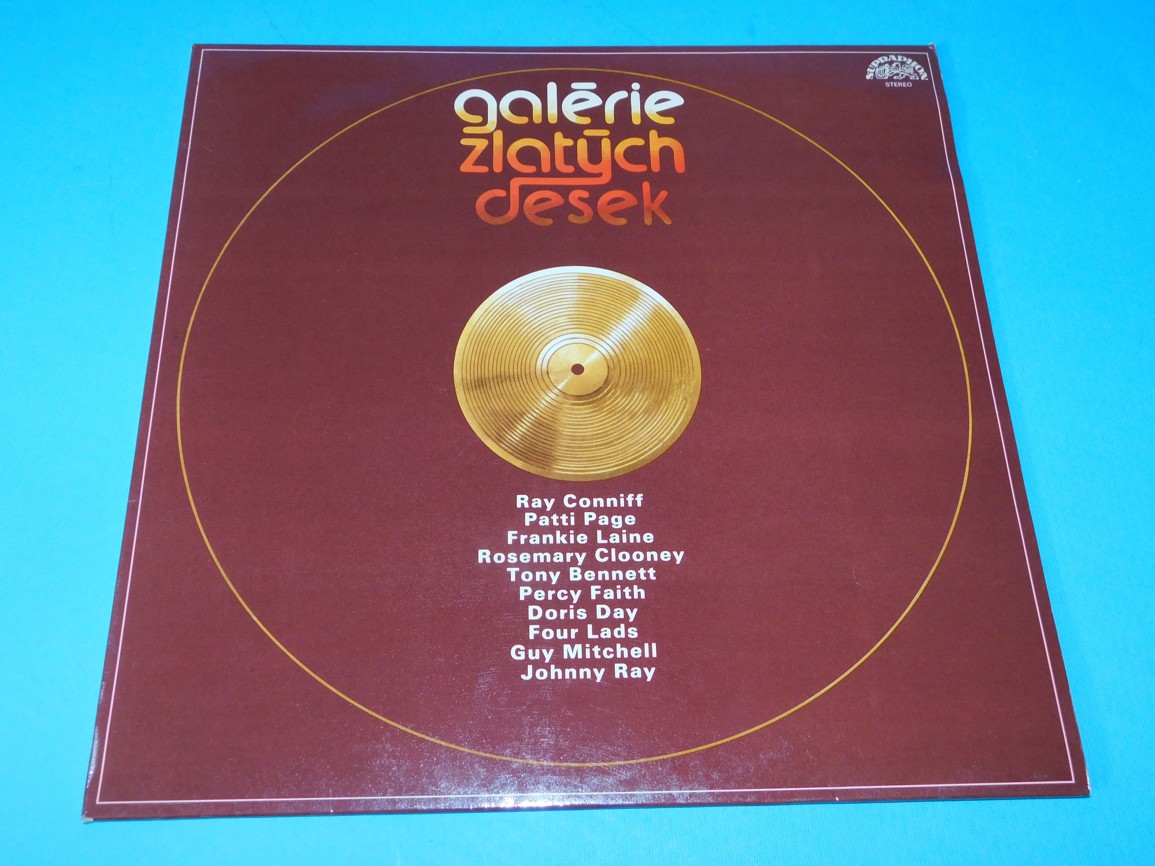 SUPRAPHON
STEREO
galērie
zlatȳch
desek
Ray Conniff
Patti Page
Frankie Laine
Rosemary Clooney
Tony Bennett
Percy Faith
Doris Day
Four Lads
Guy Mitchell
Johnny Ray